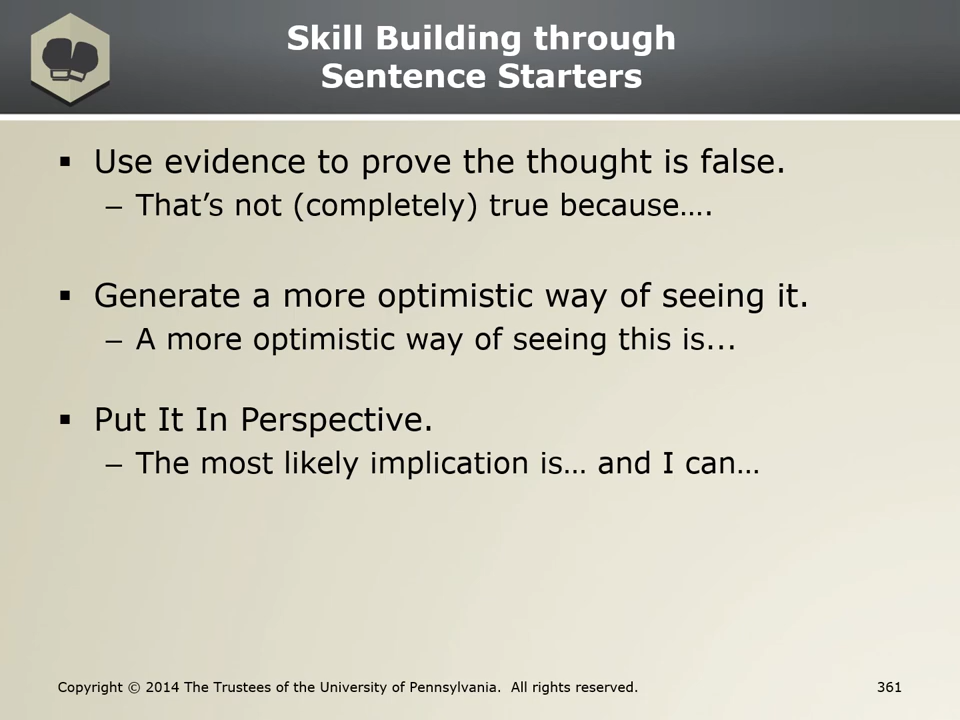 Skill Building through
Sentence Starters
▪ Use evidence to prove the thought is false.
– That’s not (completely) true because….
▪ Generate a more optimistic way of seeing it.
– A more optimistic way of seeing this is...
▪ Put It In Perspective.
– The most likely implication is… and I can…
Copyright © 2014 The Trustees of the University of Pennsylvania. All rights reserved. 361